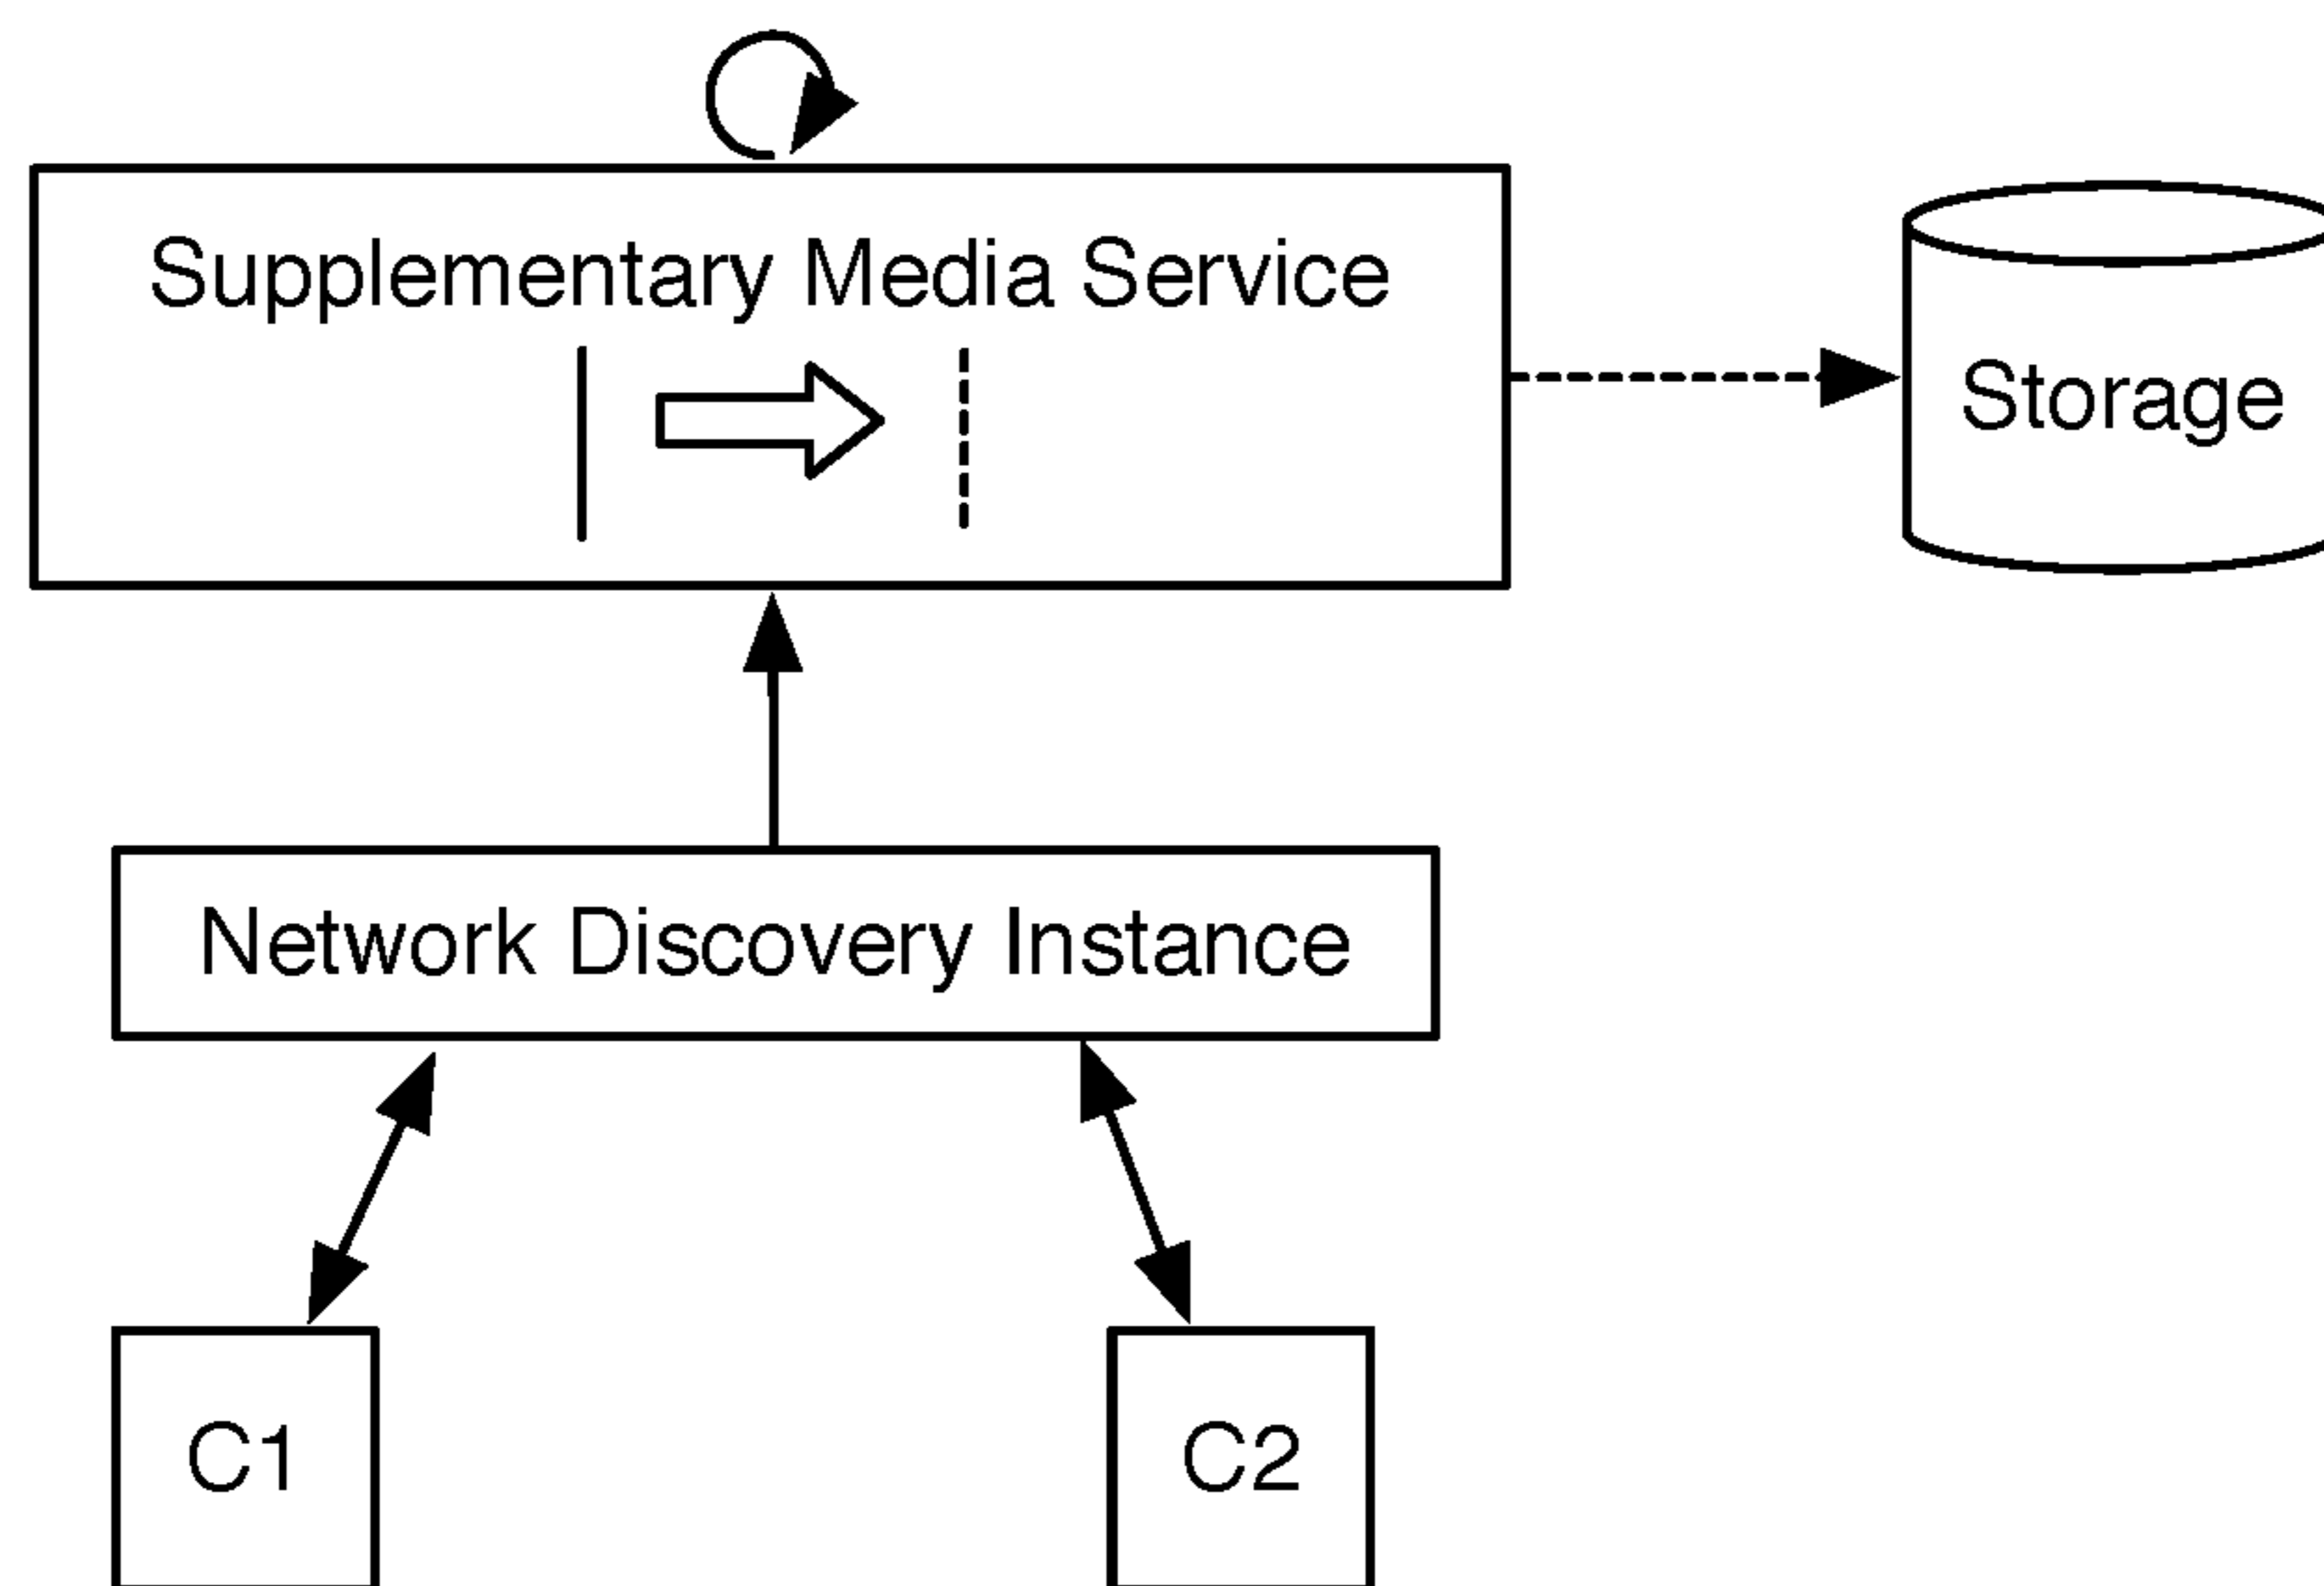 Supplementary Media Service
Storage
Network Discovery Instance
C1
C2